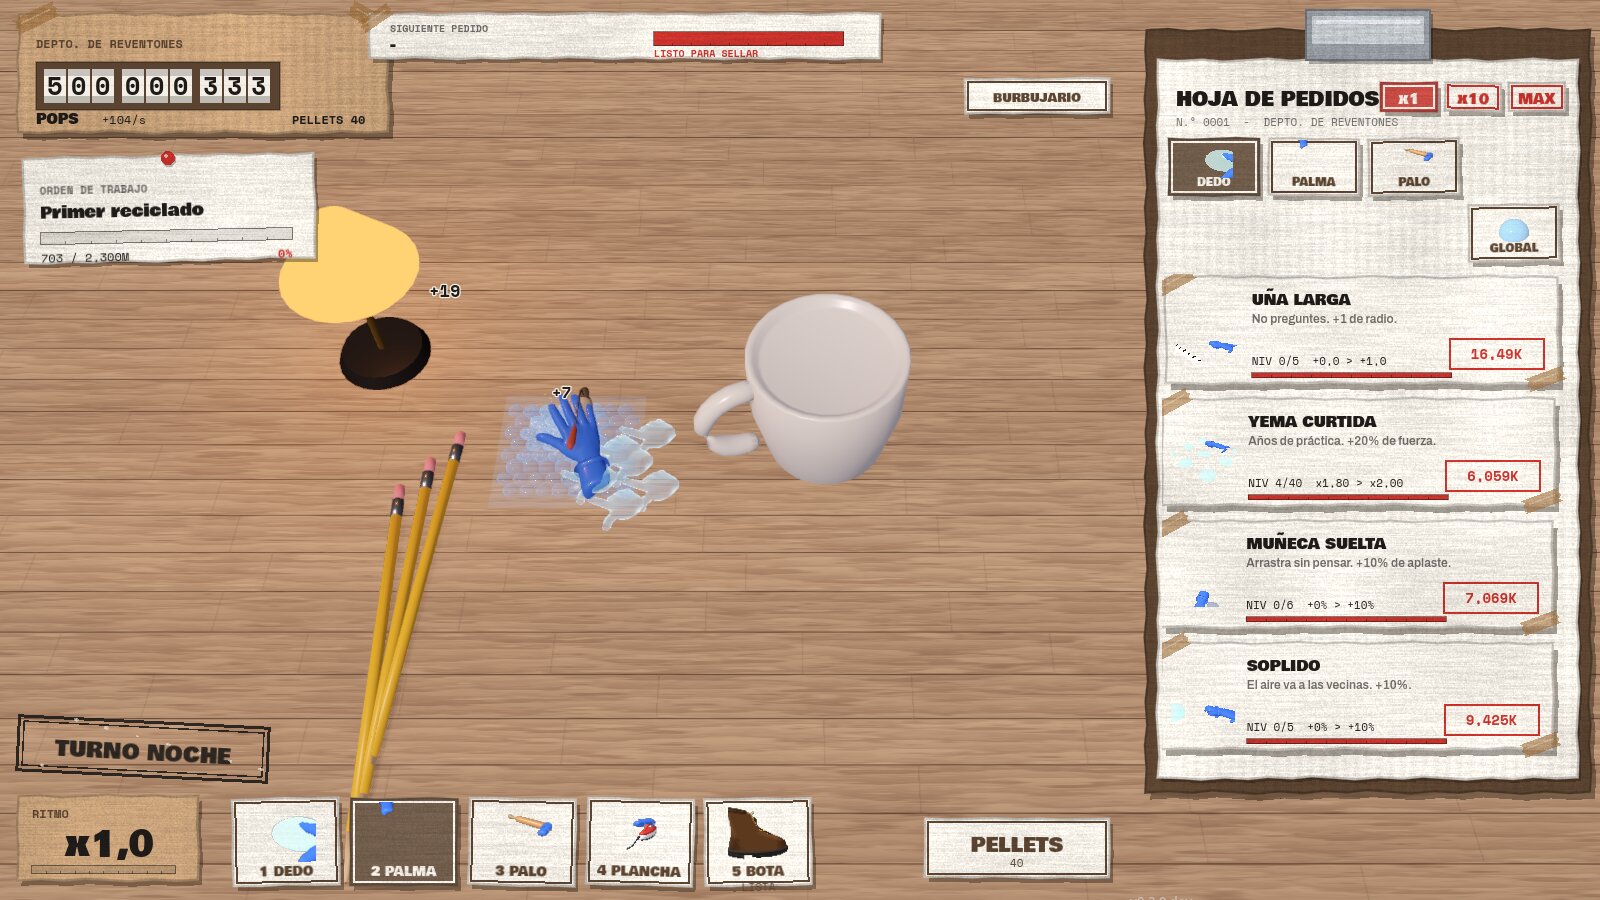 DEPTO. DE REVENTONES
500 000 333
POPS +104/s PELLETS 40
SIGUIENTE PEDIDO
-
LISTO PARA SELLAR
BURBUJARIO
ORDEN DE TRABAJO
Primer reciclado
0%
703 / 2,300M
+19
+7
HOJA DE PEDIDOS x1 x10 MAX
N.° 0001 - DEPTO. DE REVENTONES
DEDO PALMA PALO
GLOBAL
UÑA LARGA
No preguntes. +1 de radio.
NIV 0/5 +0,0 > +1,0
16,49K
YEMA CURTIDA
Años de práctica. +20% de fuerza.
NIV 4/40 x1,80 > x2,00
6,059K
MUÑECA SUELTA
Arrastra sin pensar. +10% de aplaste.
NIV 0/6 +0% > +10%
7,069K
SOPLIDO
El aire va a las vecinas. +10%.
NIV 0/5 +0% > +10%
9,425K
TURNO NOCHE
RITMO
x1,0
1 DEDO
2 PALMA
3 PALO
4 PLANCHA
5 BOTA
LISTA
PELLETS
40